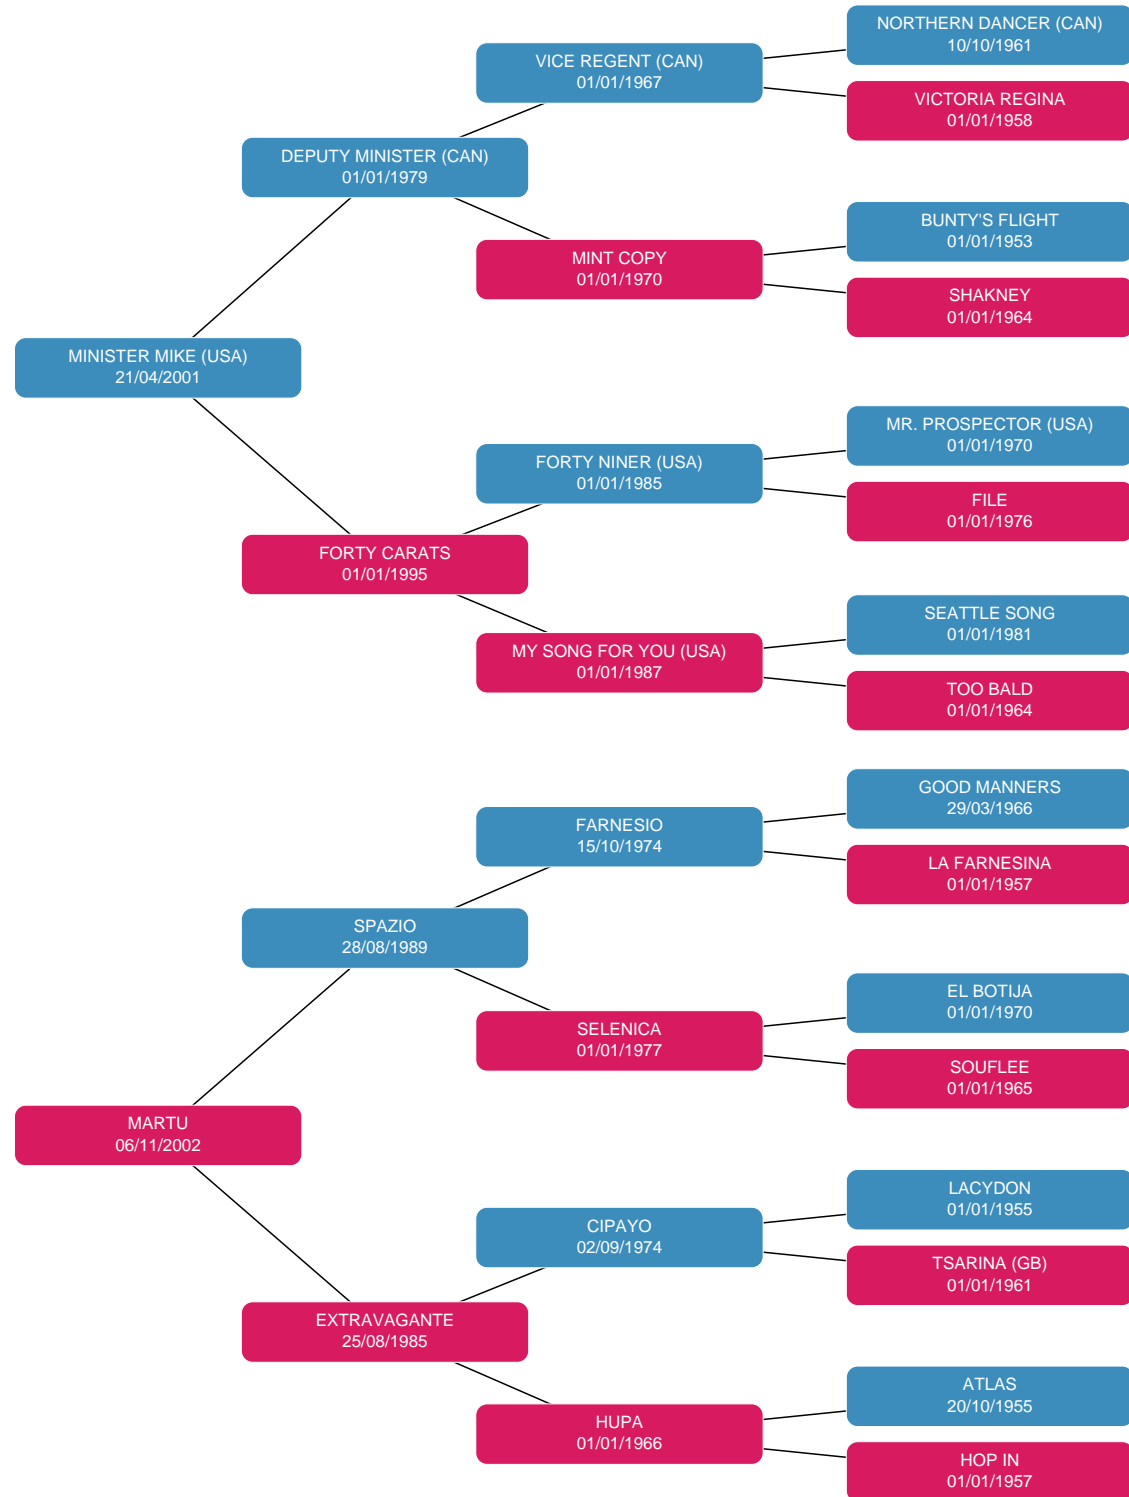 NORTHERN DANCER (CAN)
10/10/1961
VICE REGENT (CAN)
01/01/1967
VICTORIA REGINA
01/01/1958
DEPUTY MINISTER (CAN)
01/01/1979
BUNTY'S FLIGHT
01/01/1953
MINT COPY
01/01/1970
SHAKNEY
01/01/1964
MINISTER MIKE (USA)
21/04/2001
MR. PROSPECTOR (USA)
01/01/1970
FORTY NINER (USA)
01/01/1985
FILE
01/01/1976
FORTY CARATS
01/01/1995
SEATTLE SONG
01/01/1981
MY SONG FOR YOU (USA)
01/01/1987
TOO BALD
01/01/1964
GOOD MANNERS
29/03/1966
FARNESIO
15/10/1974
LA FARNESINA
01/01/1957
SPAZIO
28/08/1989
EL BOTIJA
01/01/1970
SELENICA
01/01/1977
SOUFLEE
01/01/1965
MARTU
06/11/2002
LACYDON
01/01/1955
CIPAYO
02/09/1974
TSARINA (GB)
01/01/1961
EXTRAVAGANTE
25/08/1985
ATLAS
20/10/1955
HUPA
01/01/1966
HOP IN
01/01/1957